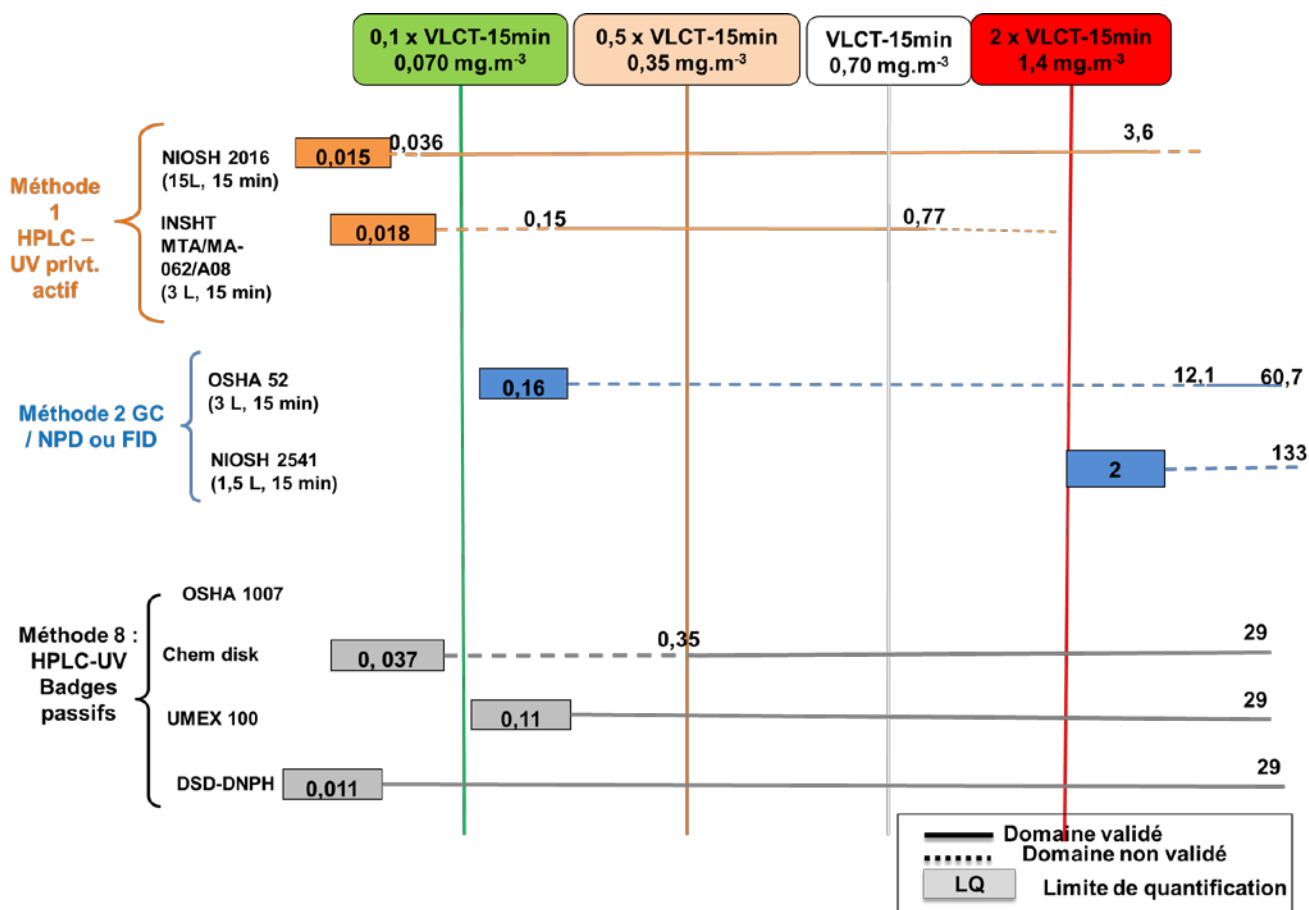 0,1 x VLCT-15min
0,070 mg.m⁻³
0,5 x VLCT-15min
0,35 mg.m⁻³
VLCT-15min
0,70 mg.m⁻³
2 x VLCT-15min
1,4 mg.m⁻³
Méthode
1
HPLC –
UV prlvt.
actif
NIOSH 2016
(15L, 15 min)
0,015
0,036
3,6
INSHT
MTA/MA-
062/A08
(3 L, 15 min)
0,018
0,15
0,77
Méthode 2 GC
/ NPD ou FID
OSHA 52
(3 L, 15 min)
0,16
12,1
60,7
NIOSH 2541
(1,5 L, 15 min)
2
133
Méthode 8 :
HPLC-UV
Badges
passifs
OSHA 1007
Chem disk
0, 037
0,35
29
UMEX 100
0,11
29
DSD-DNPH
0,011
29
Domaine validé
Domaine non validé
LQ
Limite de quantification